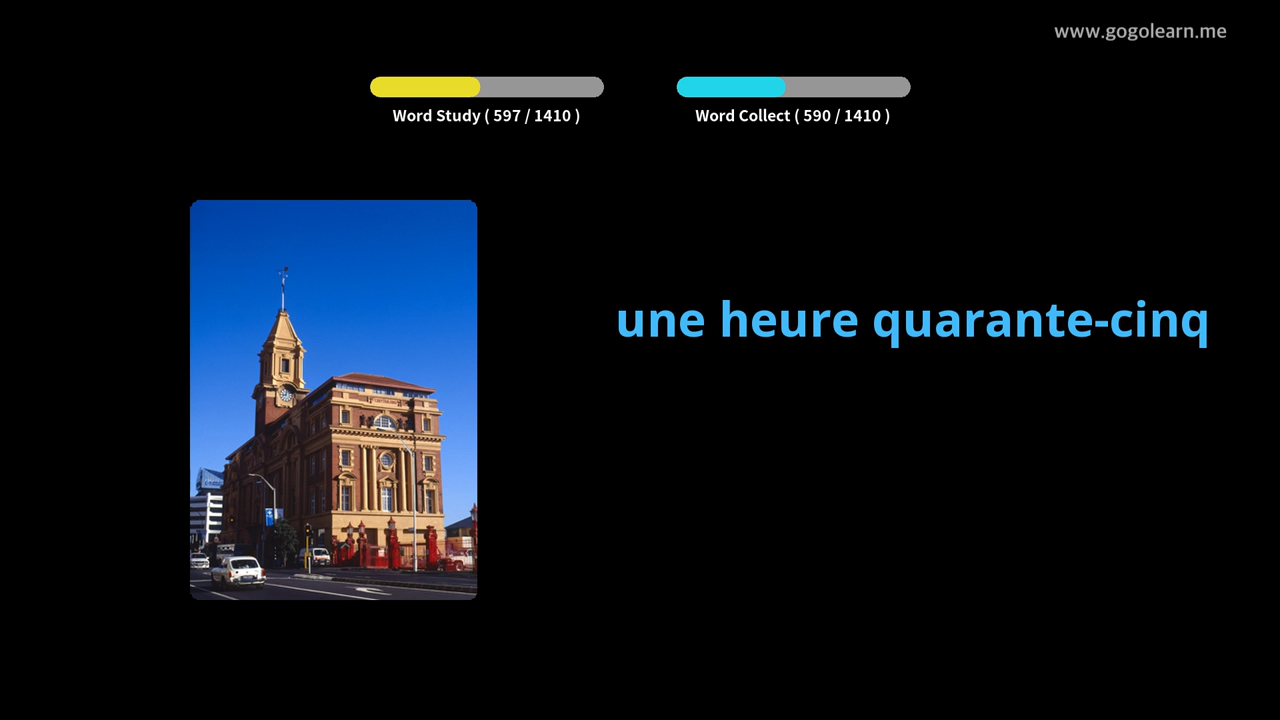 www.gogolearn.me
Word Study ( 597 / 1410 )
Word Collect ( 590 / 1410 )
une heure quarante-cinq